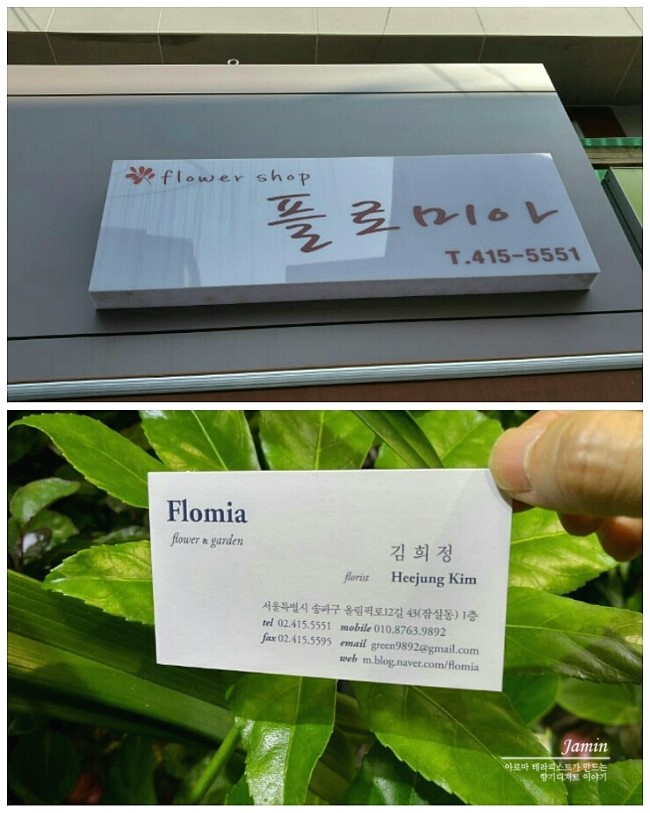 flower shop
플로미아
T.415-5551
Flomia
flower & garden
김희정
florist Heejung Kim
서울특별시 송파구 올림픽로12길 43(잠실동) 1층
tel 02.415.5551 mobile 010.8763.9892
fax 02.415.5595 email green9892@gmail.com
web m.blog.naver.com/flomia
Jamin
아로마 테라피스트가 만드는
향기디저트 이야기